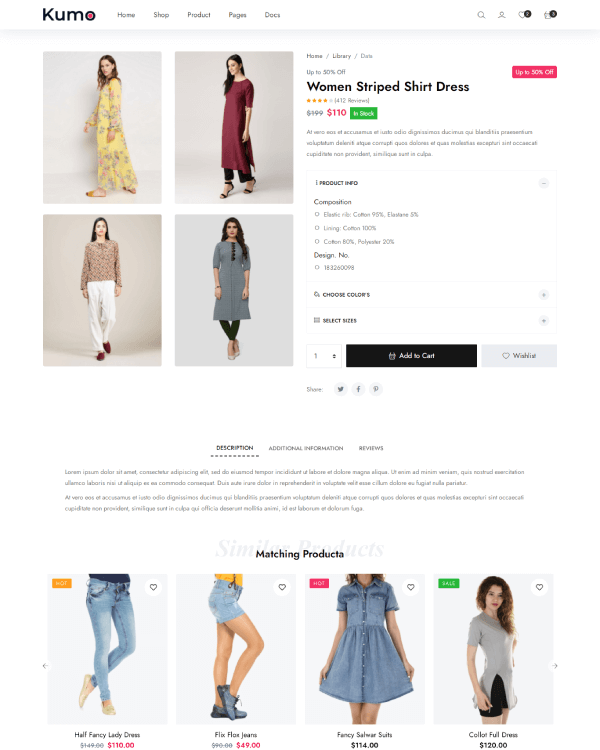 Kumo
Home Shop Product Pages Docs
2 3
Home / Library / Data
Up to 50% Off Up to 50% Off
Women Striped Shirt Dress
(412 Reviews)
$199 $110 In Stock
At vero eos et accusamus et iusto odio dignissimos ducimus qui blanditiis praesentium
voluptatum deleniti atque corrupti quos dolores et quas molestias excepturi sint occaecati
cupiditate non provident, similique sunt in culpa.
PRODUCT INFO
Composition
Elastic rib: Cotton 95%, Elastane 5%
Lining: Cotton 100%
Cotton 80%, Polyester 20%
Design. No.
183260098
CHOOSE COLOR'S
SELECT SIZES
1 Add to Cart Wishlist
Share:
DESCRIPTION ADDITIONAL INFORMATION REVIEWS
Lorem ipsum dolor sit amet, consectetur adipiscing elit, sed do eiusmod tempor incididunt ut labore et dolore magna aliqua. Ut enim ad minim veniam, quis nostrud exercitation
ullamco laboris nisi ut aliquip ex ea commodo consequat. Duis aute irure dolor in reprehenderit in voluptate velit esse cillum dolore eu fugiat nulla pariatur.
At vero eos et accusamus et iusto odio dignissimos ducimus qui blanditiis praesentium voluptatum deleniti atque corrupti quos dolores et quas molestias excepturi sint occaecati
cupiditate non provident, similique sunt in culpa qui officia deserunt mollitia animi, id est laborum et dolorum fuga.
Similar Products
Matching Producta
HOT HOT SALE
Half Fancy Lady Dress Flix Flox Jeans Fancy Salwar Suits Collot Full Dress
$149.00 $110.00 $90.00 $49.00 $114.00 $120.00